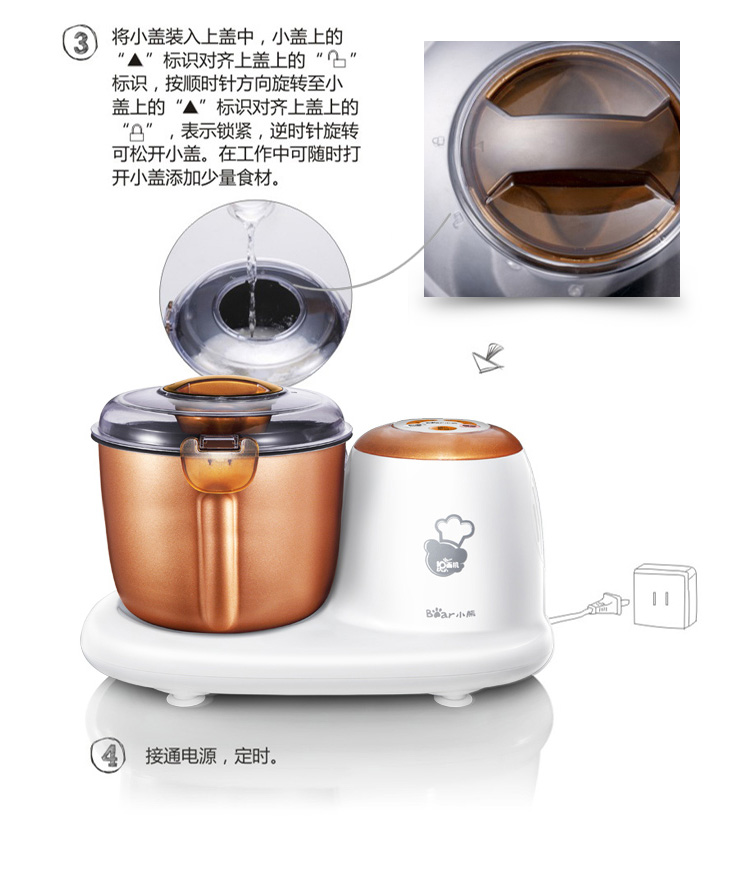 3
将小盖装入上盖中，小盖上的
“▲”标识对齐上盖上的“🔓”
标识，按顺时针方向旋转至小
盖上的“▲”标识对齐上盖上的
“🔒”，表示锁紧，逆时针旋转
可松开小盖。在工作中可随时打
开小盖添加少量食材。
Bear小熊
4
接通电源，定时。